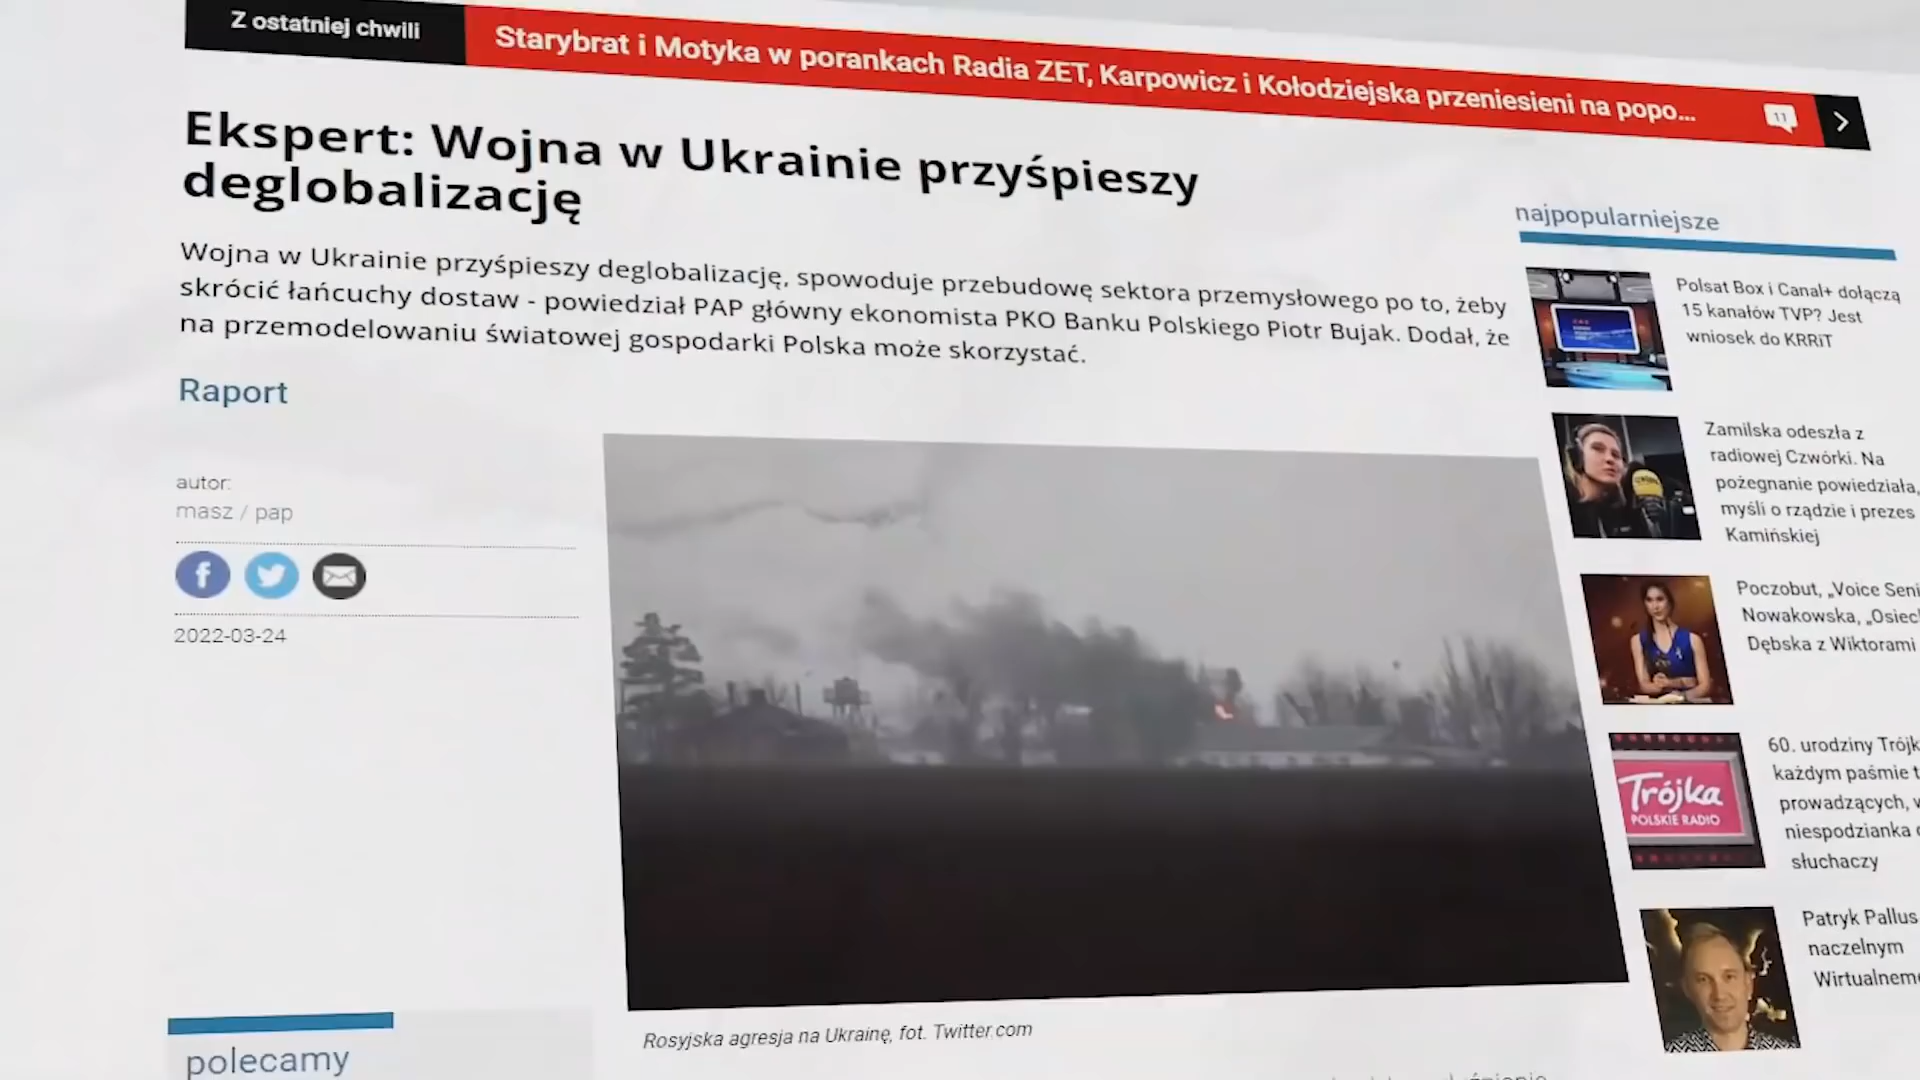 Z ostatniej chwili
Starybrat i Motyka w porankach Radia ZET, Karpowicz i Kołodziejska przeniesieni na popo...
11
Ekspert: Wojna w Ukrainie przyśpieszy
deglobalizację
Wojna w Ukrainie przyśpieszy deglobalizację, spowoduje przebudowę sektora przemysłowego po to, żeby
skrócić łańcuchy dostaw - powiedział PAP główny ekonomista PKO Banku Polskiego Piotr Bujak. Dodał, że
na przemodelowaniu światowej gospodarki Polska może skorzystać.
Raport
autor:
masz / pap
2022-03-24
Rosyjska agresja na Ukrainę, fot. Twitter.com
polecamy
najpopularniejsze
Polsat Box i Canal+ dołączą
15 kanałów TVP? Jest
wniosek do KRRiT
Zamilska odeszła z
radiowej Czwórki. Na
pożegnanie powiedziała,
myśli o rządzie i prezes
Kamińskiej
Poczobut, „Voice Seni
Nowakowska, „Osiec
Dębska z Wiktorami
Trójka
POLSKIE RADIO
60. urodziny Trójk
każdym paśmie t
prowadzących, w
niespodzianka
słuchaczy
Patryk Pallus
naczelnym
Wirtualneme